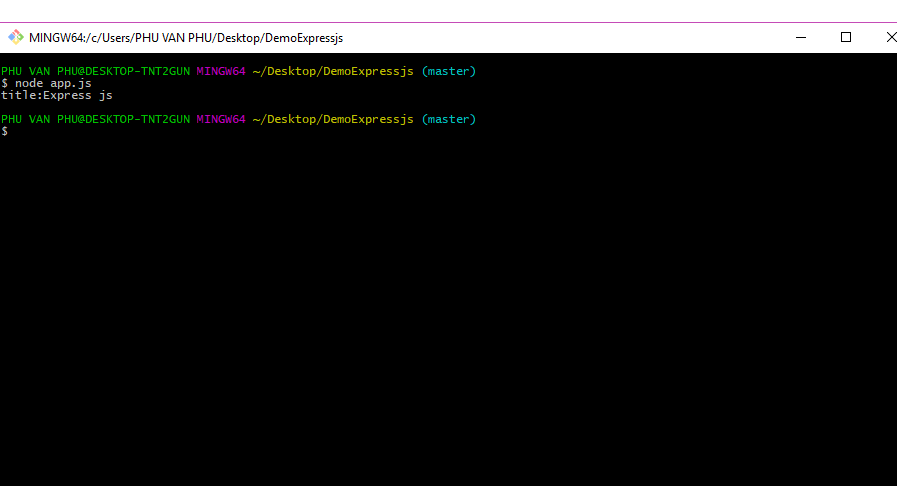 MINGW64:/c/Users/PHU VAN PHU/Desktop/DemoExpressjs
PHU VAN PHU@DESKTOP-TNT2GUN MINGW64 ~/Desktop/DemoExpressjs (master)
$ node app.js
title:Express js
PHU VAN PHU@DESKTOP-TNT2GUN MINGW64 ~/Desktop/DemoExpressjs (master)
$